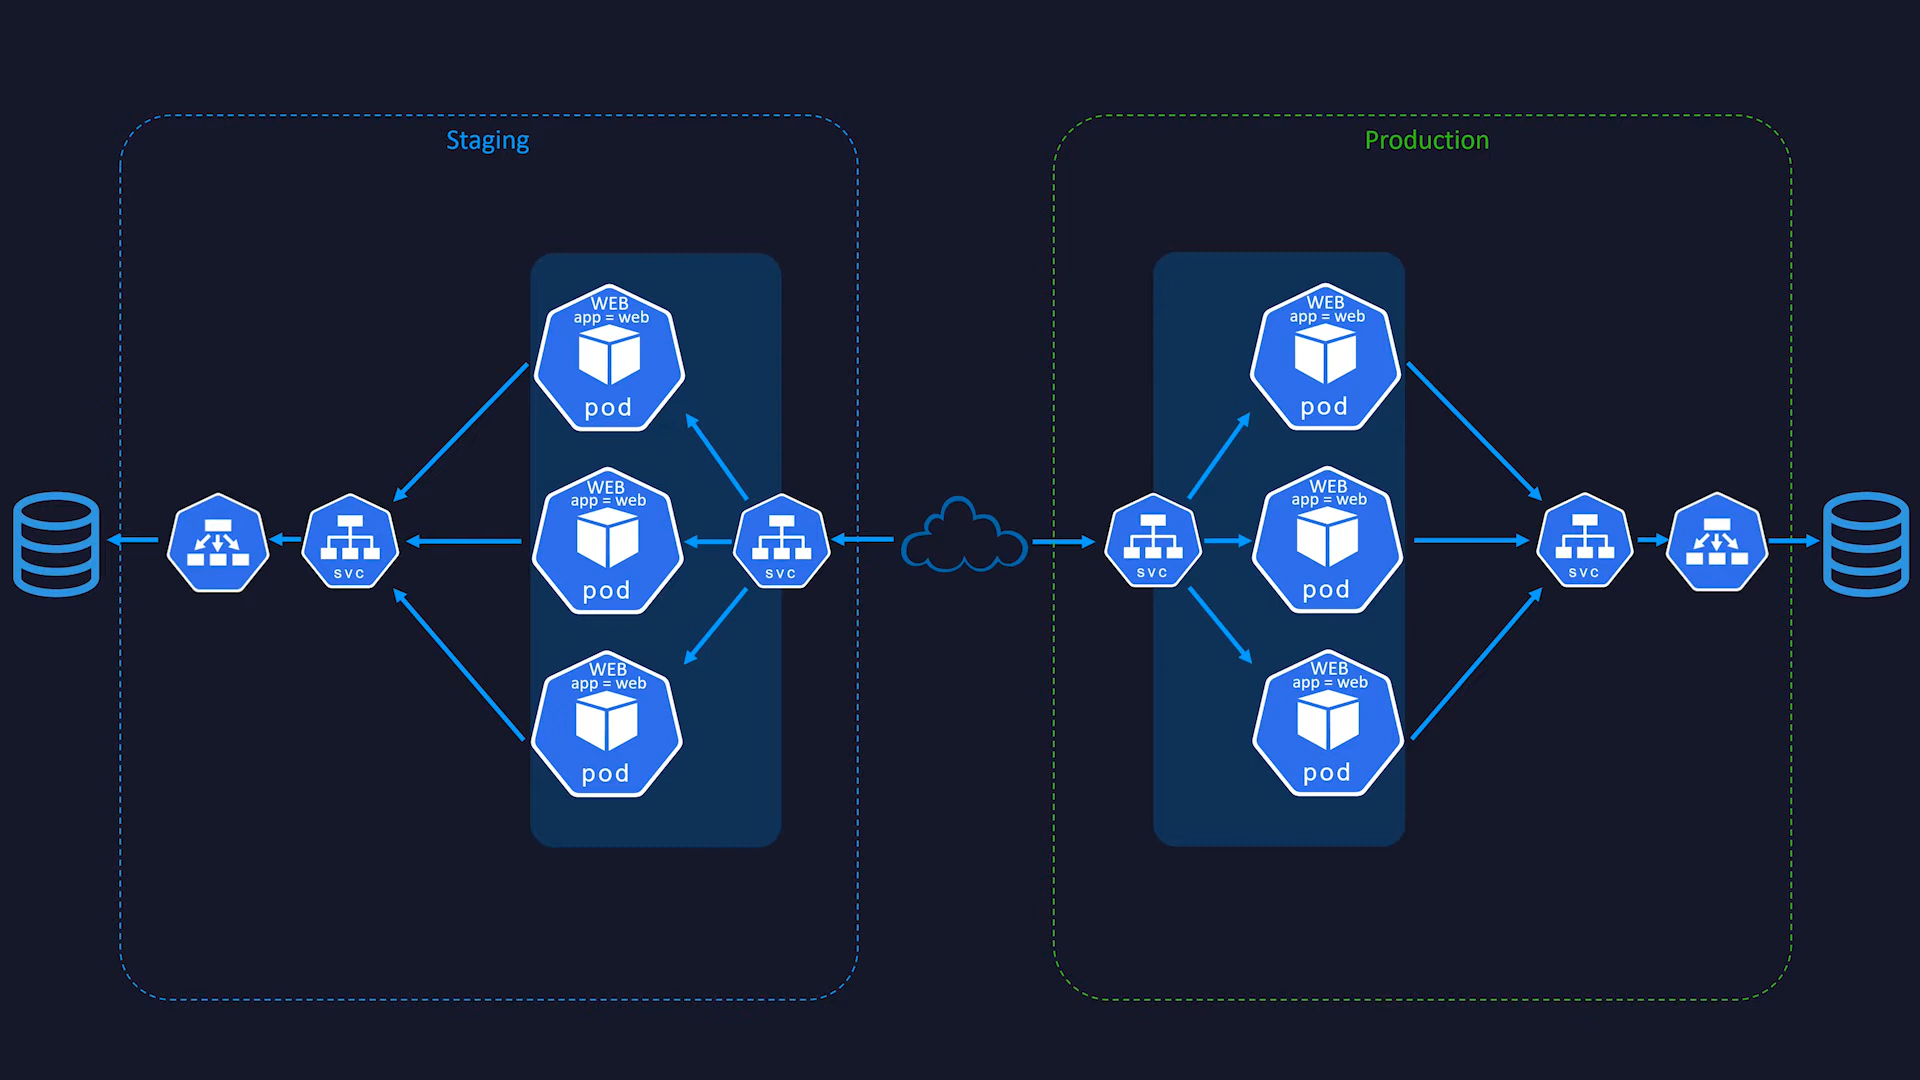 Staging
WEB
app = web
pod
WEB
app = web
pod
WEB
app = web
pod
svc
svc
Production
WEB
app = web
pod
WEB
app = web
pod
WEB
app = web
pod
svc
svc